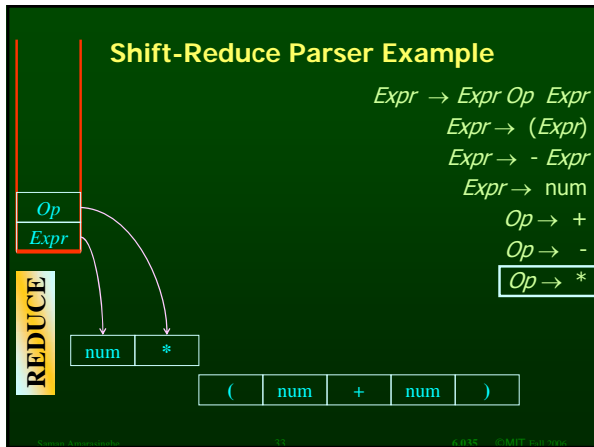 Shift-Reduce Parser Example
Expr → Expr Op Expr
Expr → (Expr)
Expr → - Expr
Expr → num
Op → +
Op → -
Op → *
Op
Expr
REDUCE
num *
( num + num )
Saman Amarasinghe 33 6.035 ©MIT Fall 2006